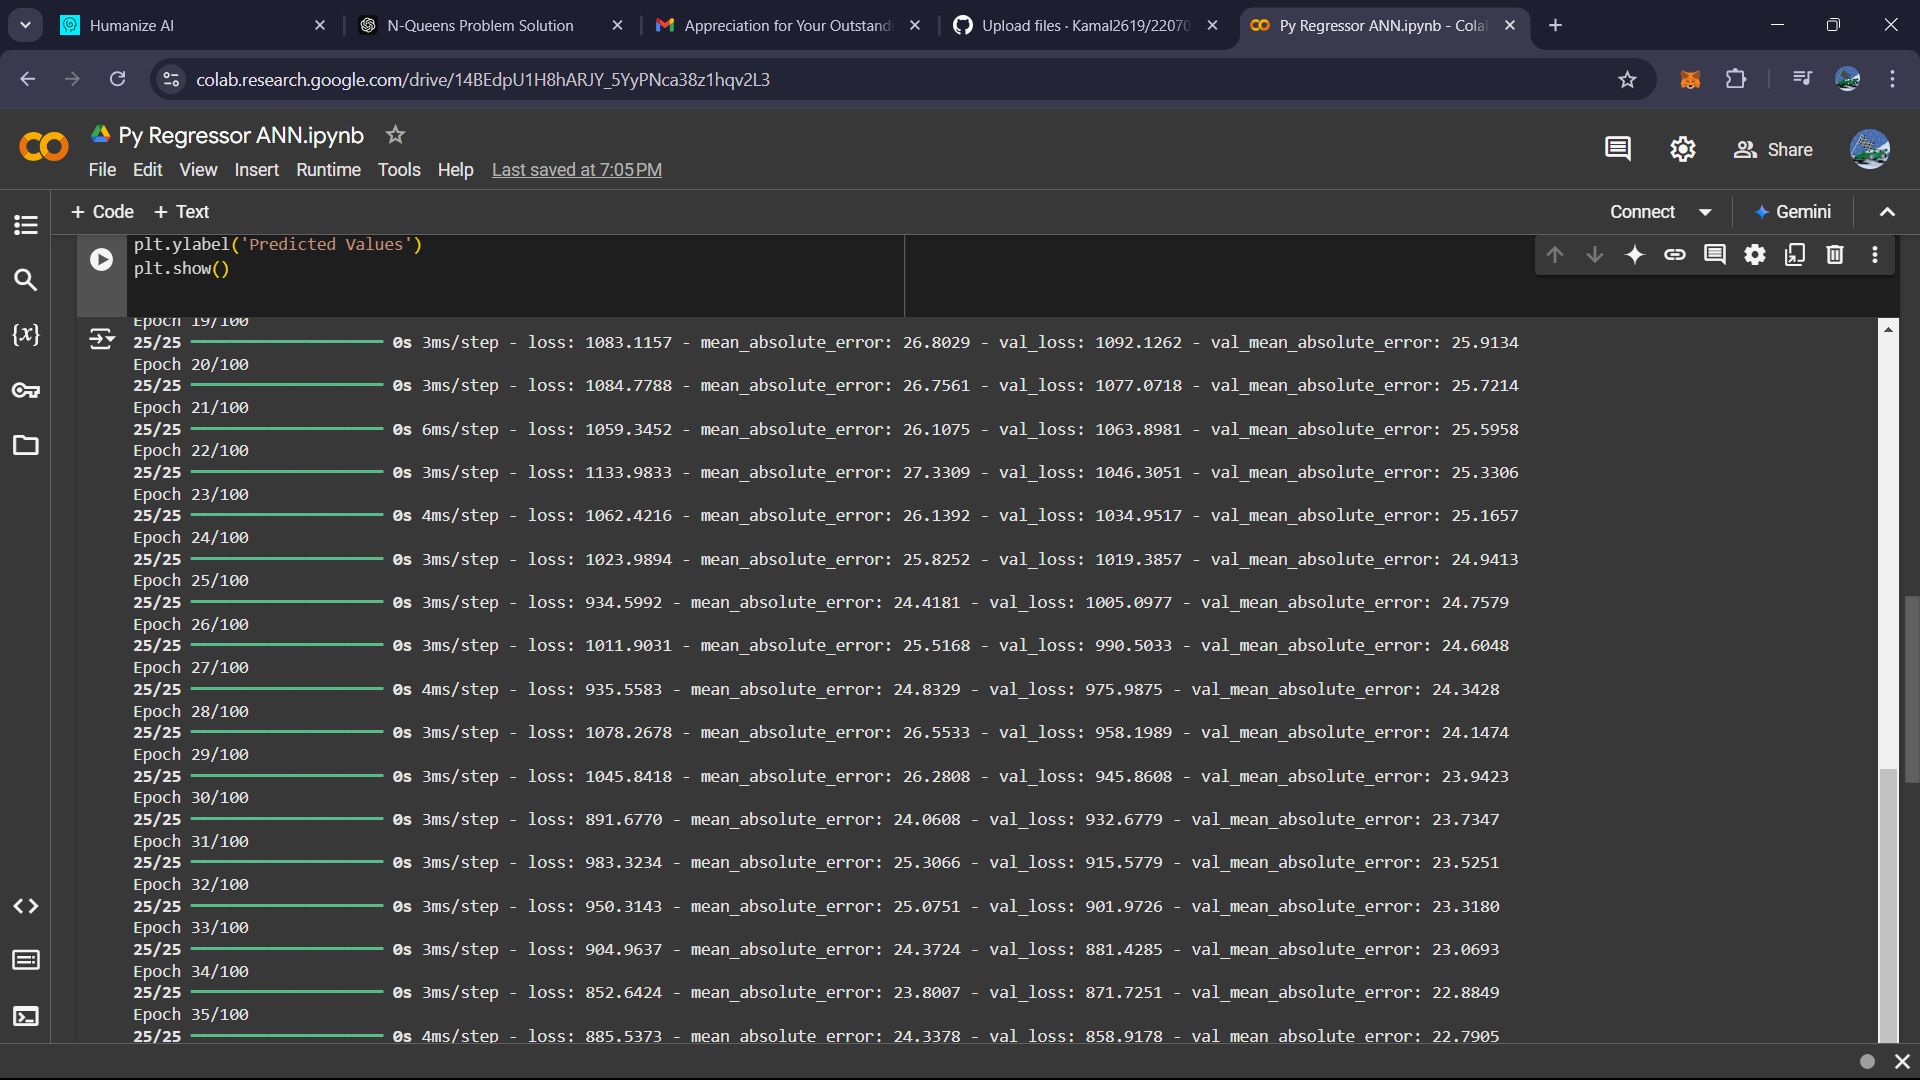 Humanize AI
N-Queens Problem Solution
Appreciation for Your Outstandi
Upload files · Kamal2619/22070
Py Regressor ANN.ipynb - Cola
colab.research.google.com/drive/14BEdpU1H8hARJY_5YyPNca38z1hqv2L3
Py Regressor ANN.ipynb
Share
File Edit View Insert Runtime Tools Help Last saved at 7:05 PM
+ Code + Text
Connect
Gemini
plt.ylabel('Predicted Values')
plt.show()
Epoch 19/100
25/25 0s 3ms/step - loss: 1083.1157 - mean_absolute_error: 26.8029 - val_loss: 1092.1262 - val_mean_absolute_error: 25.9134
Epoch 20/100
25/25 0s 3ms/step - loss: 1084.7788 - mean_absolute_error: 26.7561 - val_loss: 1077.0718 - val_mean_absolute_error: 25.7214
Epoch 21/100
25/25 0s 6ms/step - loss: 1059.3452 - mean_absolute_error: 26.1075 - val_loss: 1063.8981 - val_mean_absolute_error: 25.5958
Epoch 22/100
25/25 0s 3ms/step - loss: 1133.9833 - mean_absolute_error: 27.3309 - val_loss: 1046.3051 - val_mean_absolute_error: 25.3306
Epoch 23/100
25/25 0s 4ms/step - loss: 1062.4216 - mean_absolute_error: 26.1392 - val_loss: 1034.9517 - val_mean_absolute_error: 25.1657
Epoch 24/100
25/25 0s 3ms/step - loss: 1023.9894 - mean_absolute_error: 25.8252 - val_loss: 1019.3857 - val_mean_absolute_error: 24.9413
Epoch 25/100
25/25 0s 3ms/step - loss: 934.5992 - mean_absolute_error: 24.4181 - val_loss: 1005.0977 - val_mean_absolute_error: 24.7579
Epoch 26/100
25/25 0s 3ms/step - loss: 1011.9031 - mean_absolute_error: 25.5168 - val_loss: 990.5033 - val_mean_absolute_error: 24.6048
Epoch 27/100
25/25 0s 4ms/step - loss: 935.5583 - mean_absolute_error: 24.8329 - val_loss: 975.9875 - val_mean_absolute_error: 24.3428
Epoch 28/100
25/25 0s 3ms/step - loss: 1078.2678 - mean_absolute_error: 26.5533 - val_loss: 958.1989 - val_mean_absolute_error: 24.1474
Epoch 29/100
25/25 0s 3ms/step - loss: 1045.8418 - mean_absolute_error: 26.2808 - val_loss: 945.8608 - val_mean_absolute_error: 23.9423
Epoch 30/100
25/25 0s 3ms/step - loss: 891.6770 - mean_absolute_error: 24.0608 - val_loss: 932.6779 - val_mean_absolute_error: 23.7347
Epoch 31/100
25/25 0s 3ms/step - loss: 983.3234 - mean_absolute_error: 25.3066 - val_loss: 915.5779 - val_mean_absolute_error: 23.5251
Epoch 32/100
25/25 0s 3ms/step - loss: 950.3143 - mean_absolute_error: 25.0751 - val_loss: 901.9726 - val_mean_absolute_error: 23.3180
Epoch 33/100
25/25 0s 3ms/step - loss: 904.9637 - mean_absolute_error: 24.3724 - val_loss: 881.4285 - val_mean_absolute_error: 23.0693
Epoch 34/100
25/25 0s 3ms/step - loss: 852.6424 - mean_absolute_error: 23.8007 - val_loss: 871.7251 - val_mean_absolute_error: 22.8849
Epoch 35/100
25/25 0s 4ms/step - loss: 885.5373 - mean_absolute_error: 24.3378 - val_loss: 858.9178 - val_mean_absolute_error: 22.7905